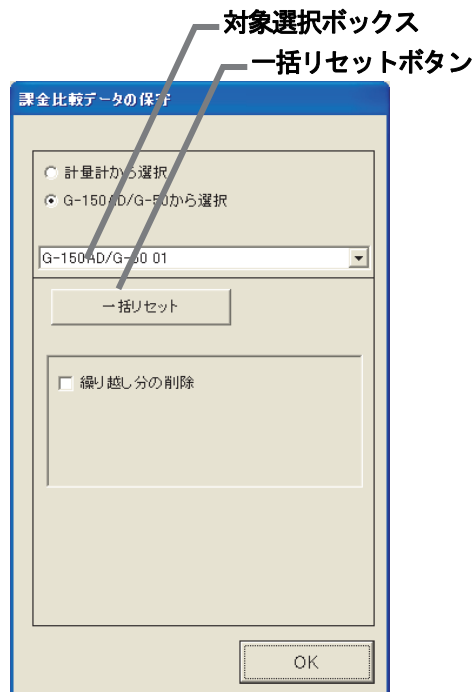 対象選択ボックス
一括リセットボタン
課金比較データの保守
計量計から選択
G-150AD/G-50から選択
G-150AD/G-50 01
一括リセット
繰り越し分の削除
OK